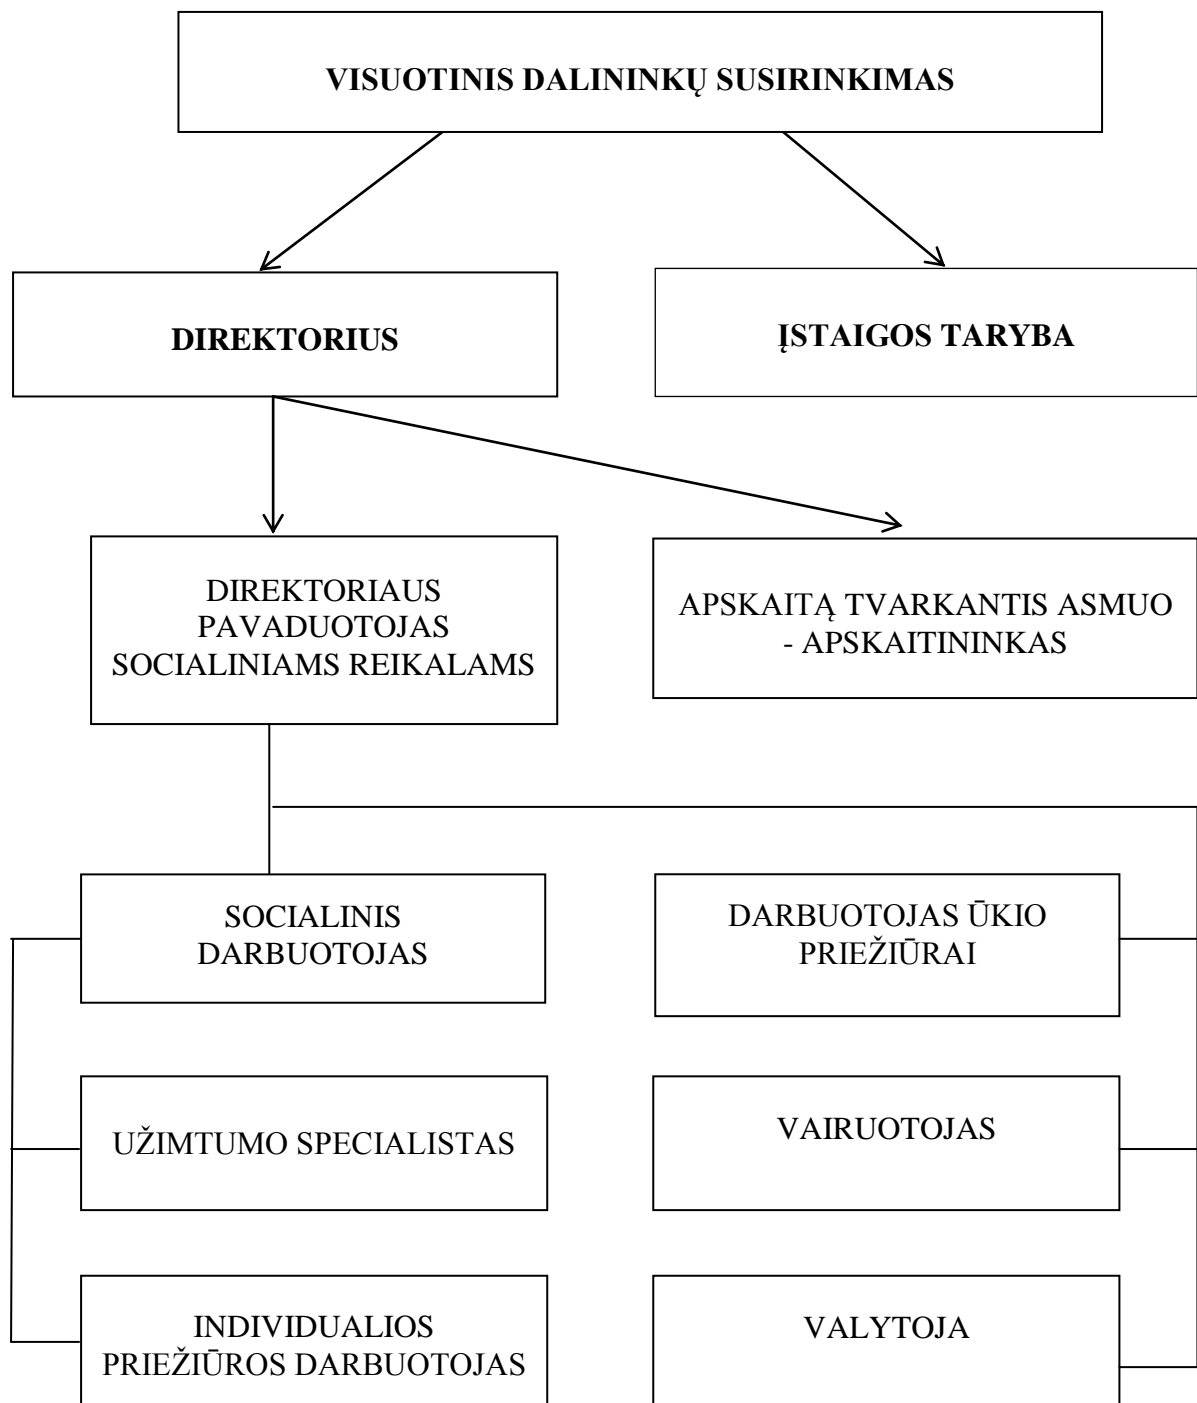 VISUOTINIS DALININKŲ SUSIRINKIMAS
DIREKTORIUS
ĮSTAIGOS TARYBA
DIREKTORIAUS
PAVADUOTOJAS
SOCIALINIAMS REIKALAMS
APSKAITĄ TVARKANTIS ASMUO
- APSKAITININKAS
SOCIALINIS
DARBUOTOJAS
DARBUOTOJAS ŪKIO
PRIEŽIŪRAI
UŽIMTUMO SPECIALISTAS
VAIRUOTOJAS
INDIVIDUALIOS
PRIEŽIŪROS DARBUOTOJAS
VALYTOJA